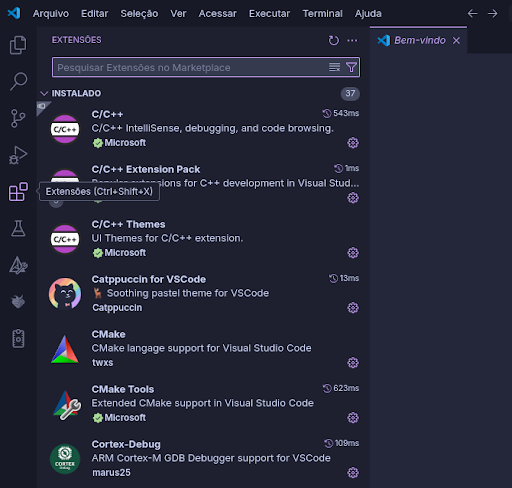 Arquivo Editar Seleção Ver Acessar Executar Terminal Ajuda
EXTENSÕES
Bem-vindo
Pesquisar Extensões no Marketplace
INSTALADO 37
C/C++ 543ms
C/C++ IntelliSense, debugging, and code browsing.
Microsoft
C/C++ Extension Pack 1ms
extensions for C++ development in Visual Stud...
Extensões (Ctrl+Shift+X)
C/C++ Themes
UI Themes for C/C++ extension.
Microsoft
Catppuccin for VSCode 13ms
Soothing pastel theme for VSCode
Catppuccin
CMake
CMake langage support for Visual Studio Code
twxs
CMake Tools 623ms
Extended CMake support in Visual Studio Code
Microsoft
Cortex-Debug 109ms
ARM Cortex-M GDB Debugger support for VSCode
marus25
C/C++
C/C++
C/C++
CORTEX